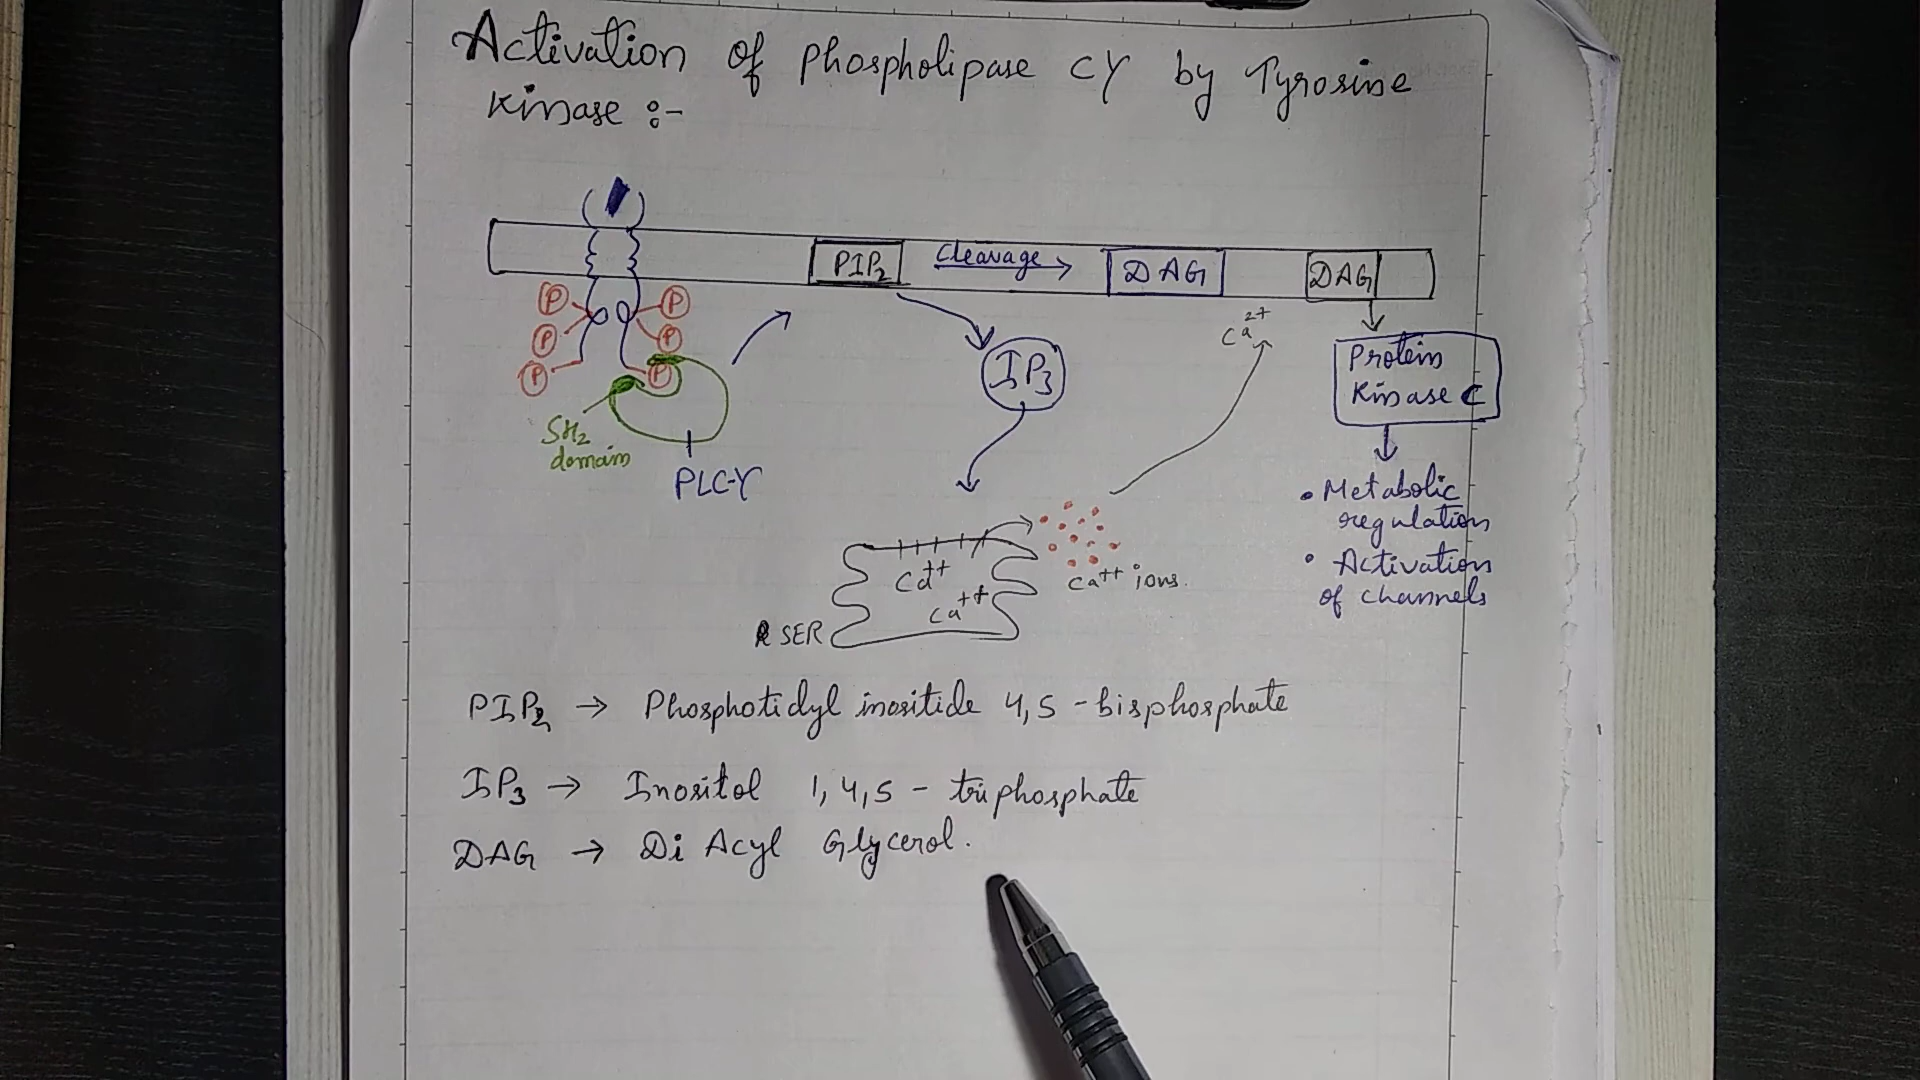 Activation of phospholipase CY by Tyrosine
Kinase :-
PIP2
Cleavage
DAG
DAG
P
P
P
P
P
P
SH2
domain
PLC-Y
IP3
Ca2+
Protein
Kinase C
• Metabolic
regulation
• Activation
of channels
Ca++
Ca++
SER
Ca++ ions.
PIP2 → Phosphotidyl inositide 4,5 - bisphosphate
IP3 → Inositol 1,4,5 - triphosphate
DAG → Di Acyl Glycerol.